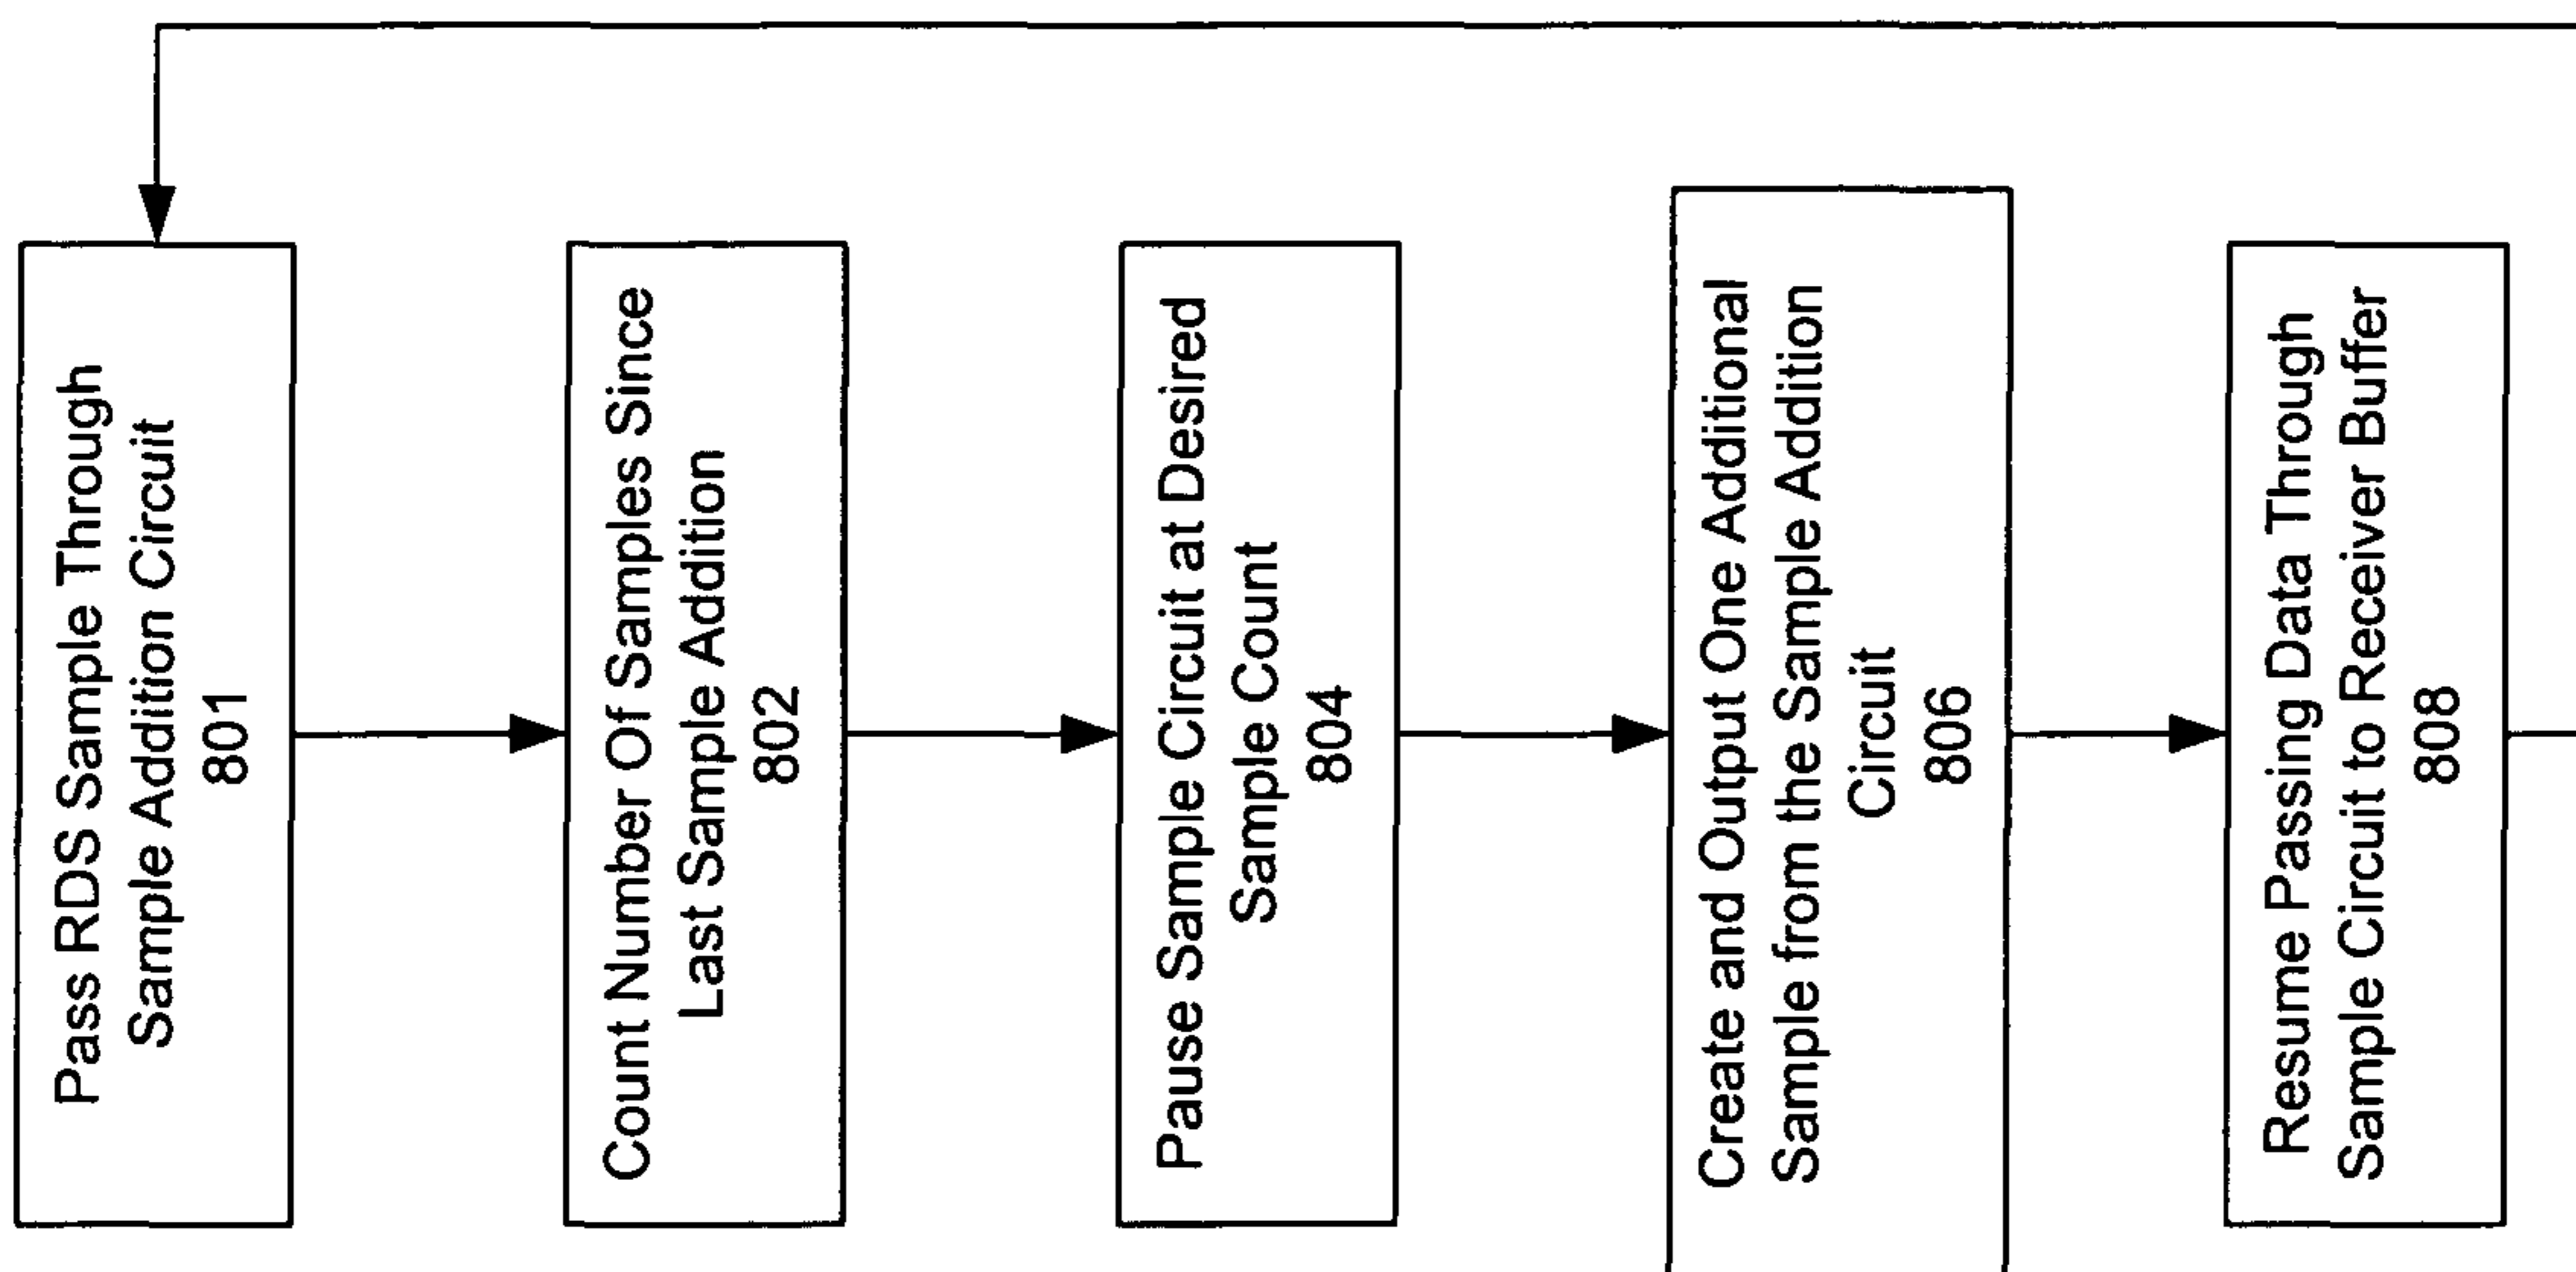 Pass RDS Sample Through
Sample Addition Circuit
801
Count Number Of Samples Since
Last Sample Addition
802
Pause Sample Circuit at Desired
Sample Count
804
Create and Output One Additional
Sample from the Sample Addition
Circuit
806
Resume Passing Data Through
Sample Circuit to Receiver Buffer
808